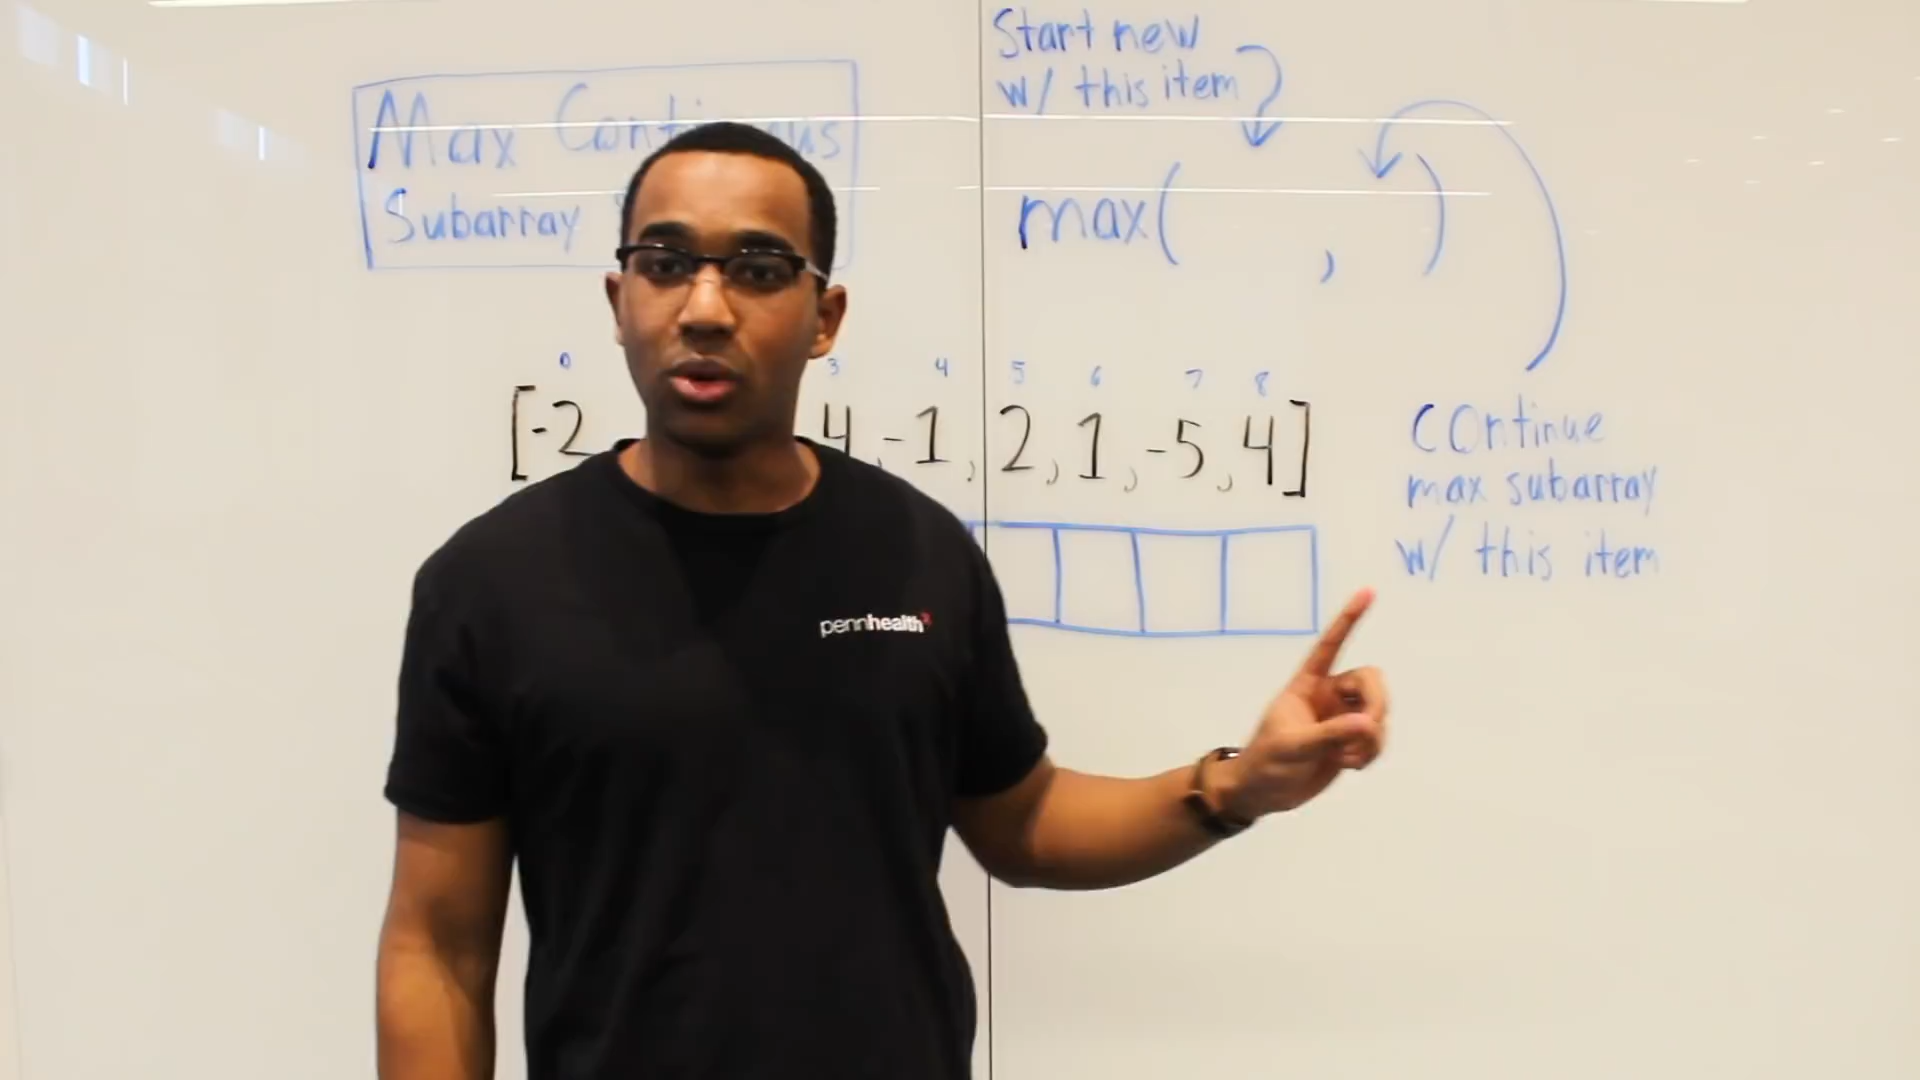 Start new
w/ this item
Max
Subarray
max( , )
0 3 4 5 6 7 8
[-2 4, -1, 2, 1, -5, 4]
continue
max subarray
w/ this item
pennhealth